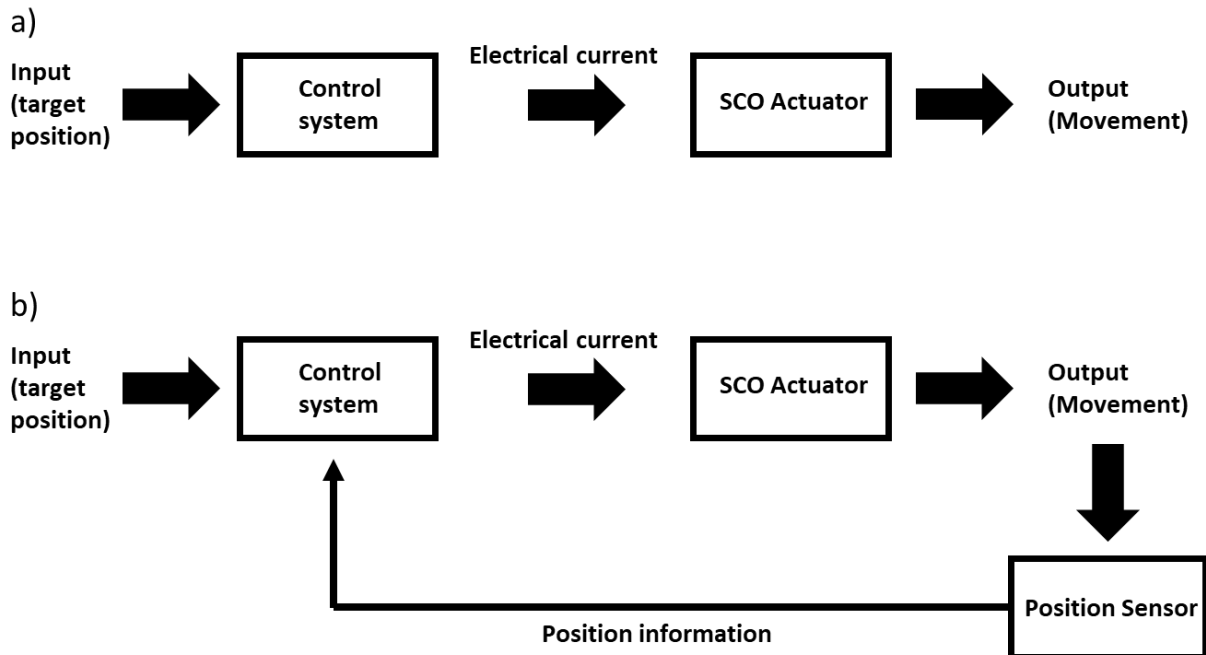 a)
Input
(target
position)
Control
system
Electrical current
SCO Actuator
Output
(Movement)
b)
Input
(target
position)
Control
system
Electrical current
SCO Actuator
Output
(Movement)
Position Sensor
Position information